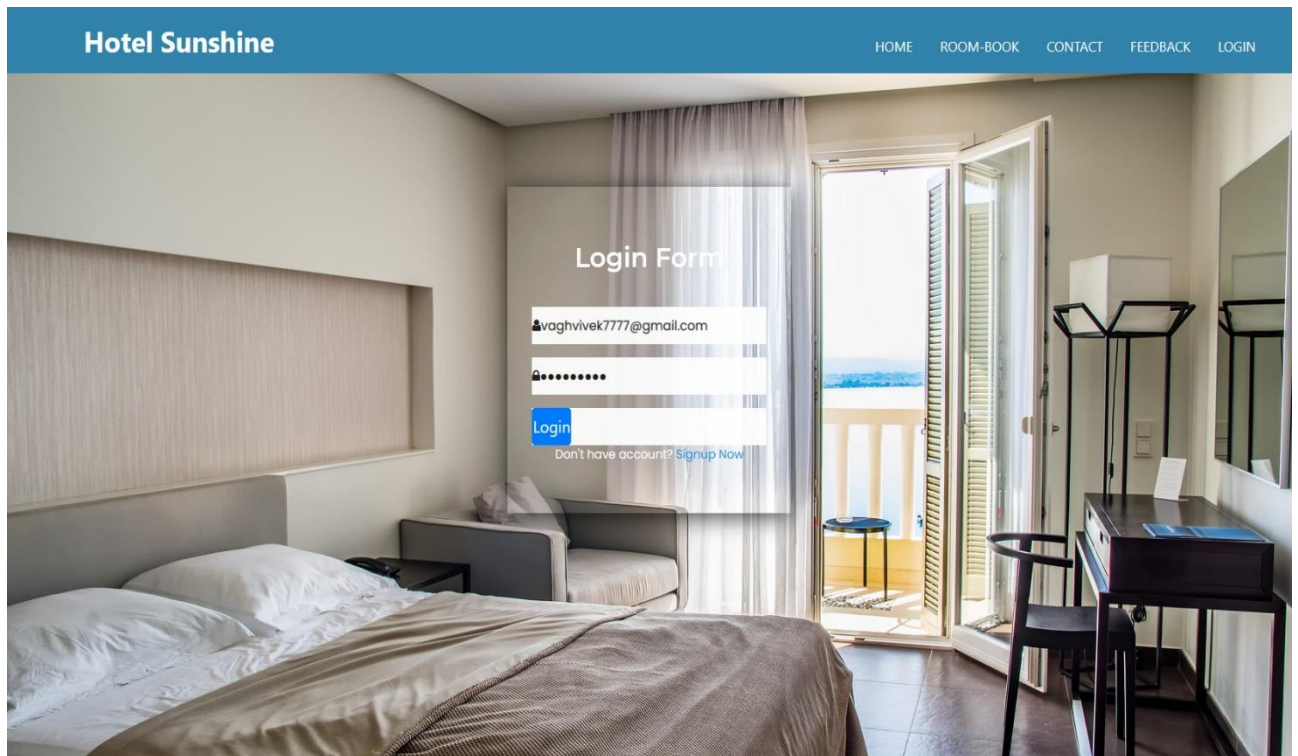 Hotel Sunshine
HOME ROOM-BOOK CONTACT FEEDBACK LOGIN
Login Form
vaghvivek7777@gmail.com
•••••••••
Login
Don't have account? Signup Now